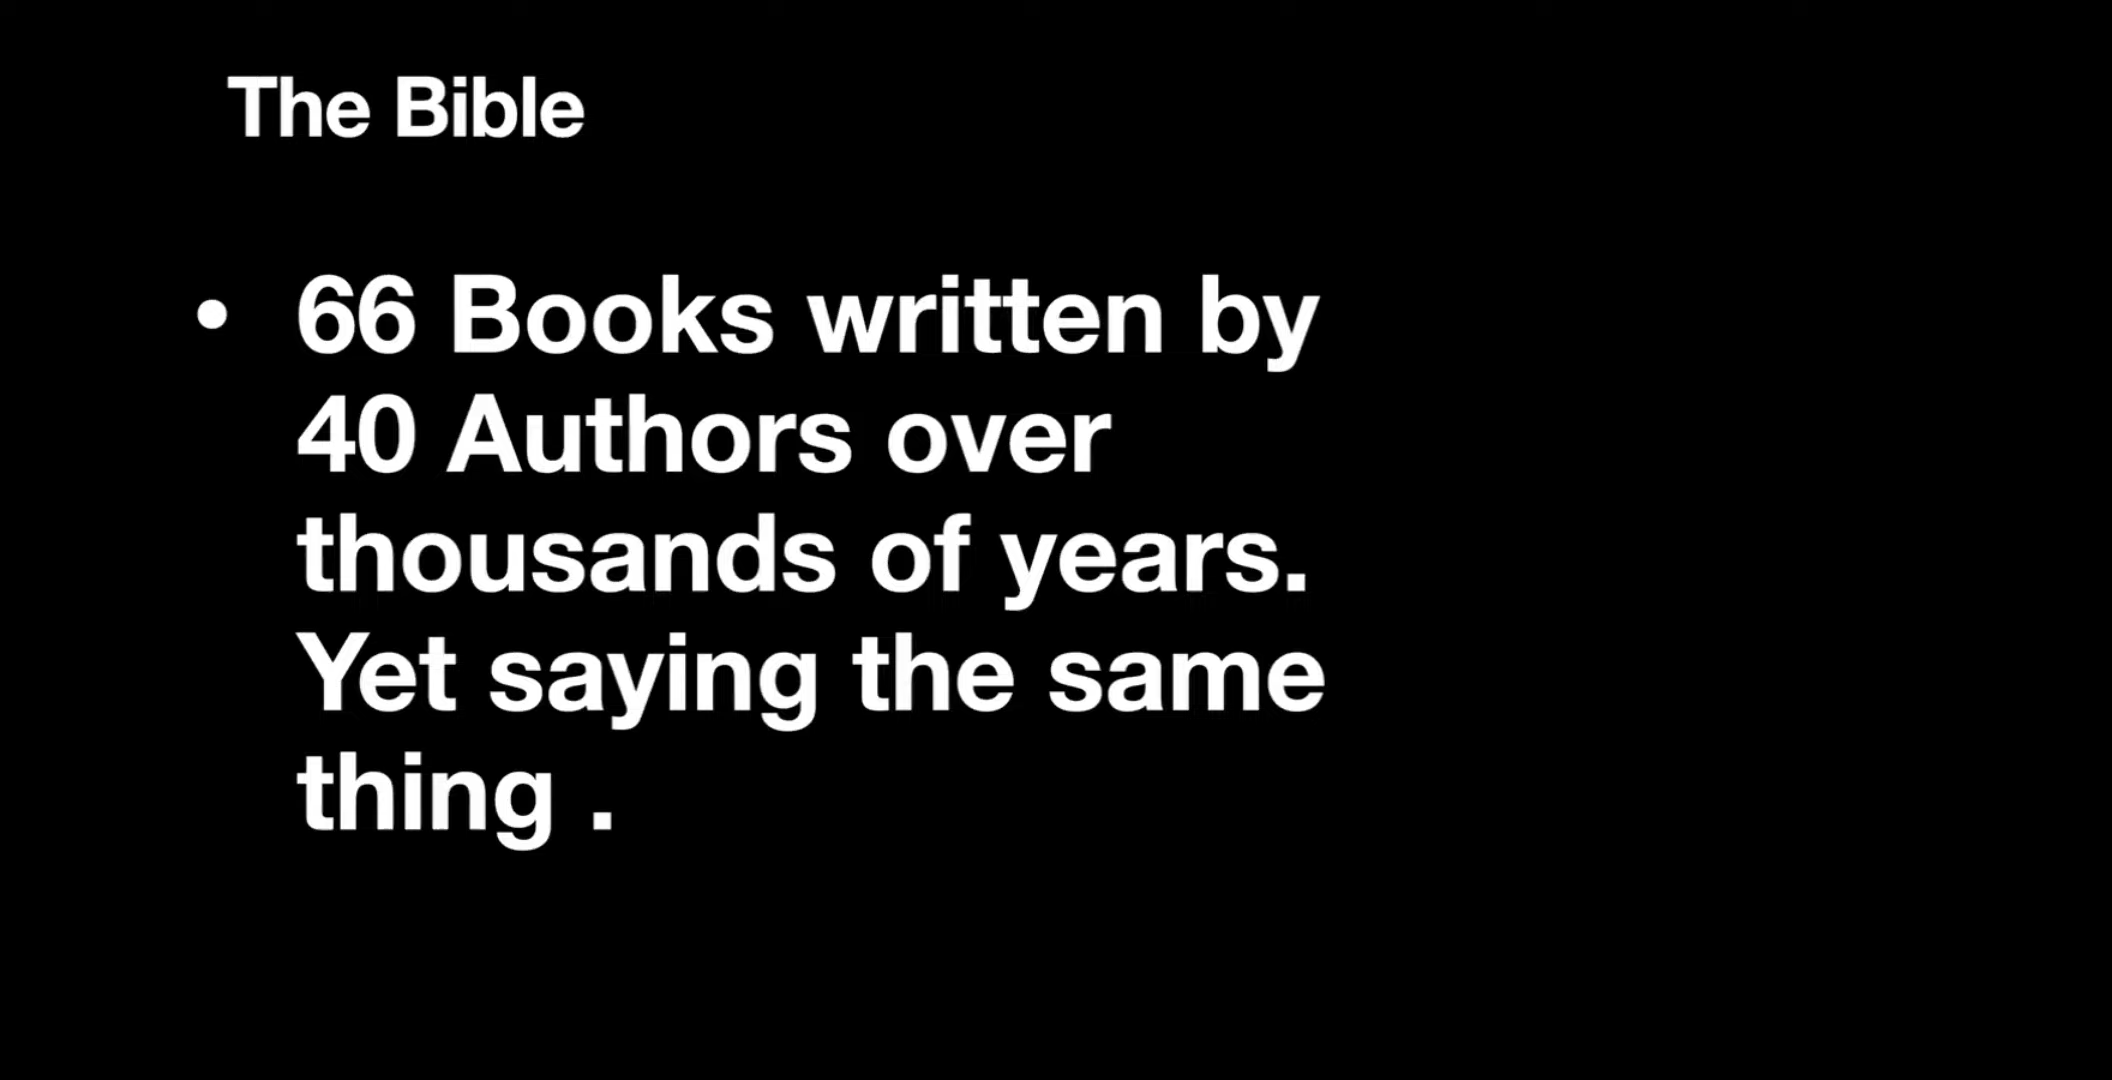 The Bible
• 66 Books written by
40 Authors over
thousands of years.
Yet saying the same
thing .